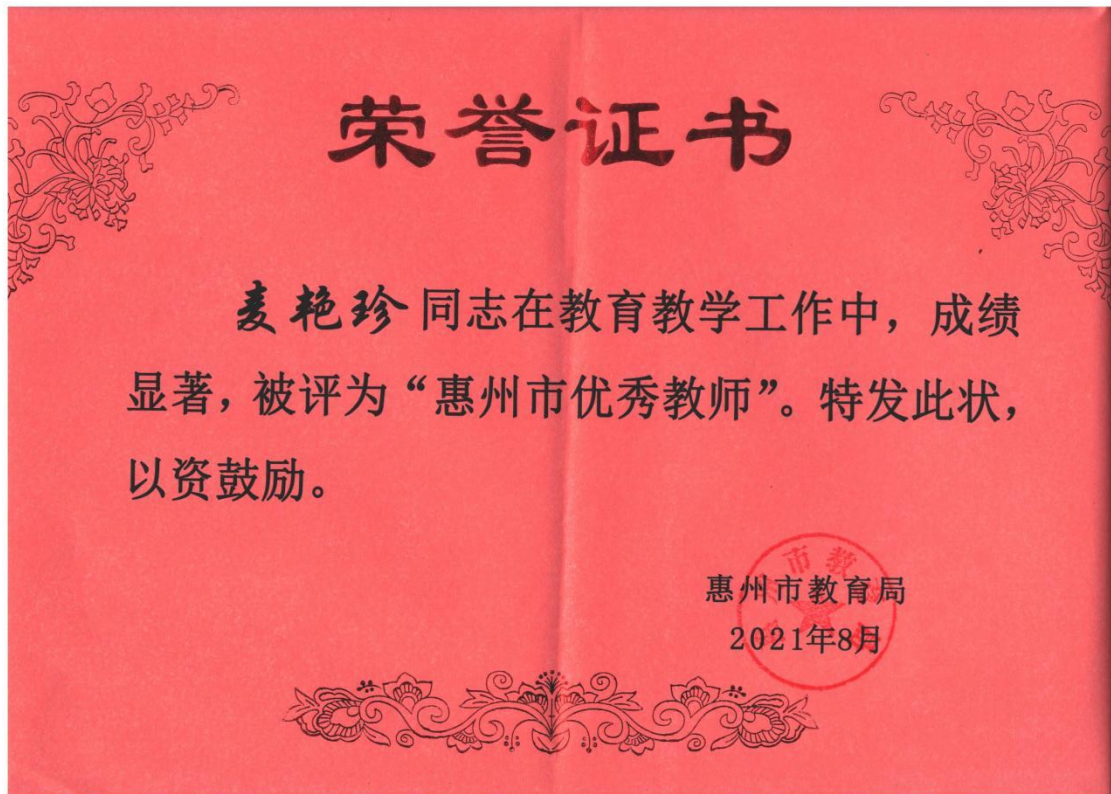 荣誉证书
麦艳珍同志在教育教学工作中，成绩
显著，被评为“惠州市优秀教师”。特发此状，
以资鼓励。
惠州市教育局
2021年8月